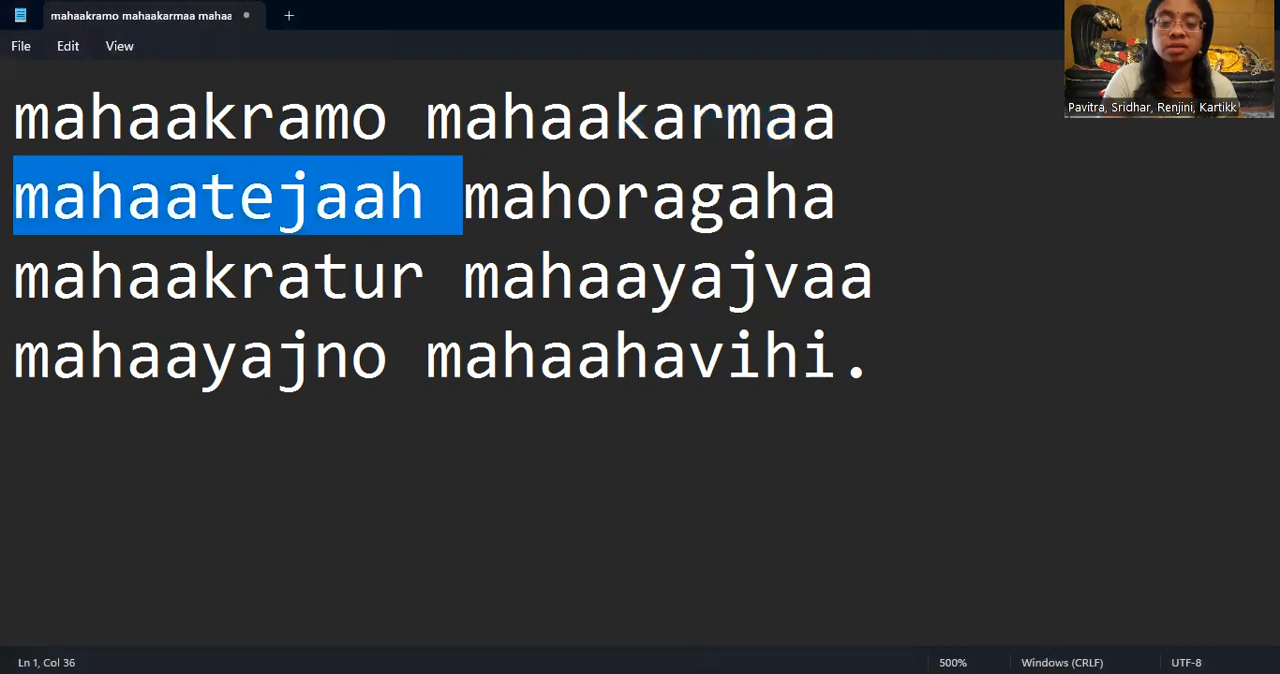 mahaakramo mahaakarmaa mahaa
File Edit View
Pavitra, Sridhar, Renjini, Kartikk
mahaakramo mahaakarmaa
mahaatejaah mahoragaha
mahaakratur mahaayajvaa
mahaayajno mahaahavihi.
Ln 1, Col 36
500%
Windows (CRLF)
UTF-8